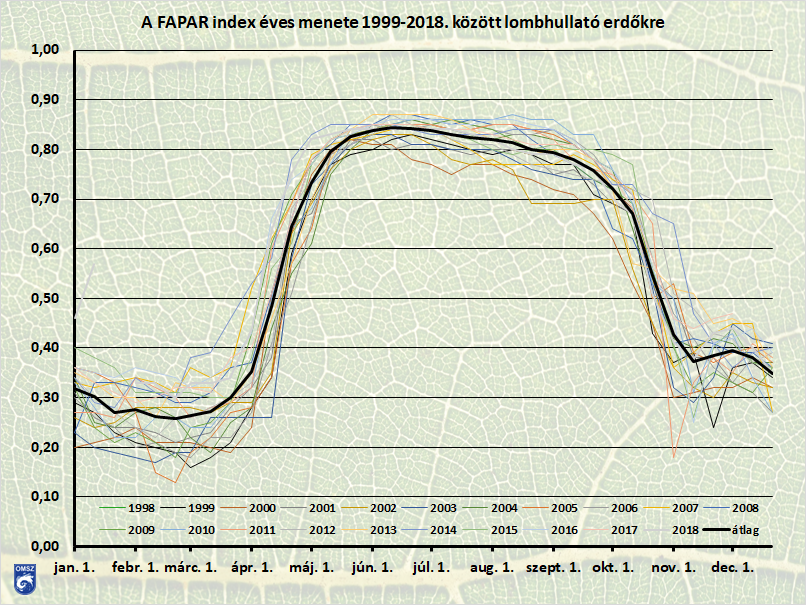 A FAPAR index éves menete 1999-2018. között lombhullató erdőkre
1,00
0,90
0,80
0,70
0,60
0,50
0,40
0,30
0,20
0,10
0,00
1998 1999 2000 2001 2002 2003 2004 2005 2006 2007 2008
2009 2010 2011 2012 2013 2014 2015 2016 2017 2018 átlag
jan. 1. febr. 1. márc. 1. ápr. 1. máj. 1. jún. 1. júl. 1. aug. 1. szept. 1. okt. 1. nov. 1. dec. 1.
OMSZ